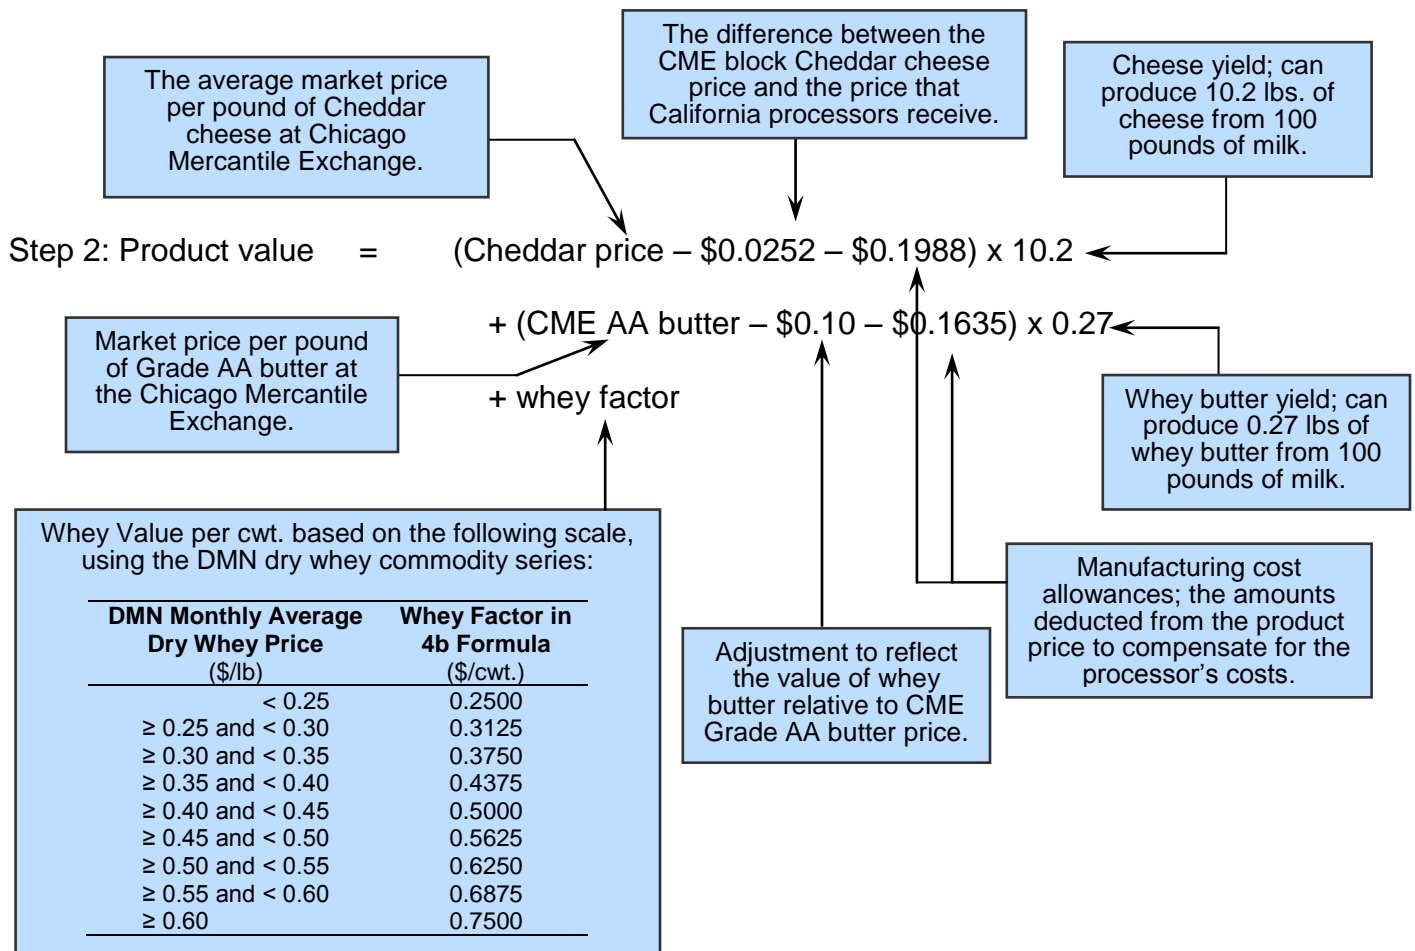 The average market price
per pound of Cheddar
cheese at Chicago
Mercantile Exchange.
The difference between the
CME block Cheddar cheese
price and the price that
California processors receive.
Cheese yield; can
produce 10.2 lbs. of
cheese from 100
pounds of milk.
Step 2: Product value = (Cheddar price – $0.0252 – $0.1988) x 10.2
+ (CME AA butter – $0.10 – $0.1635) x 0.27
+ whey factor
Market price per pound
of Grade AA butter at
the Chicago Mercantile
Exchange.
Whey butter yield; can
produce 0.27 lbs of
whey butter from 100
pounds of milk.
Whey Value per cwt. based on the following scale,
using the DMN dry whey commodity series:
DMN Monthly Average Whey Factor in
Dry Whey Price 4b Formula
($/lb) ($/cwt.)
< 0.25 0.2500
≥ 0.25 and < 0.30 0.3125
≥ 0.30 and < 0.35 0.3750
≥ 0.35 and < 0.40 0.4375
≥ 0.40 and < 0.45 0.5000
≥ 0.45 and < 0.50 0.5625
≥ 0.50 and < 0.55 0.6250
≥ 0.55 and < 0.60 0.6875
≥ 0.60 0.7500
Adjustment to reflect
the value of whey
butter relative to CME
Grade AA butter price.
Manufacturing cost
allowances; the amounts
deducted from the product
price to compensate for the
processor's costs.